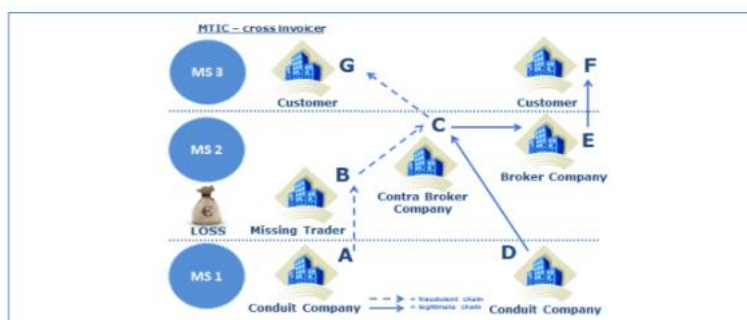 MTIC – cross invoicer
MS 3
G
Customer
F
Customer
MS 2
C
E
Broker Company
B
Contra Broker
Company
€
LOSS
Missing Trader
MS 1
A
Conduit Company
D
Conduit Company
= fraudulent chain
= legitimate chain